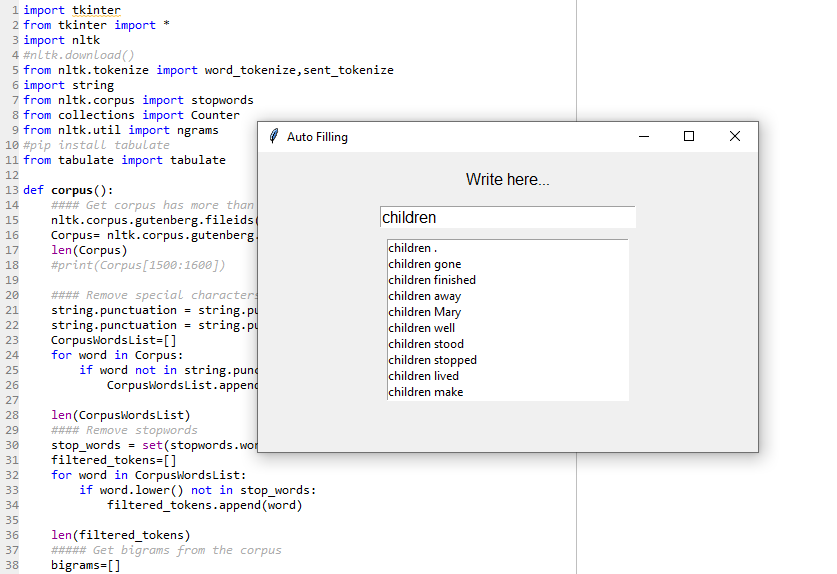 1 import tkinter
2 from tkinter import *
3 import nltk
4 #nltk.download()
5 from nltk.tokenize import word_tokenize,sent_tokenize
6 import string
7 from nltk.corpus import stopwords
8 from collections import Counter
9 from nltk.util import ngrams
10 #pip install tabulate
11 from tabulate import tabulate
12
13 def corpus():
14 #### Get corpus has more than
15 nltk.corpus.gutenberg.fileids(
16 Corpus= nltk.corpus.gutenberg.
17 len(Corpus)
18 #print(Corpus[1500:1600])
19
20 #### Remove special characters
21 string.punctuation = string.pu
22 string.punctuation = string.pu
23 CorpusWordsList=[]
24 for word in Corpus:
25 if word not in string.punc
26 CorpusWordsList.append
27
28 len(CorpusWordsList)
29 #### Remove stopwords
30 stop_words = set(stopwords.wor
31 filtered_tokens=[]
32 for word in CorpusWordsList:
33 if word.lower() not in stop_words:
34 filtered_tokens.append(word)
35
36 len(filtered_tokens)
37 ##### Get bigrams from the corpus
38 bigrams=[]
Auto Filling
Write here...
children
children .
children gone
children finished
children away
children Mary
children well
children stood
children stopped
children lived
children make